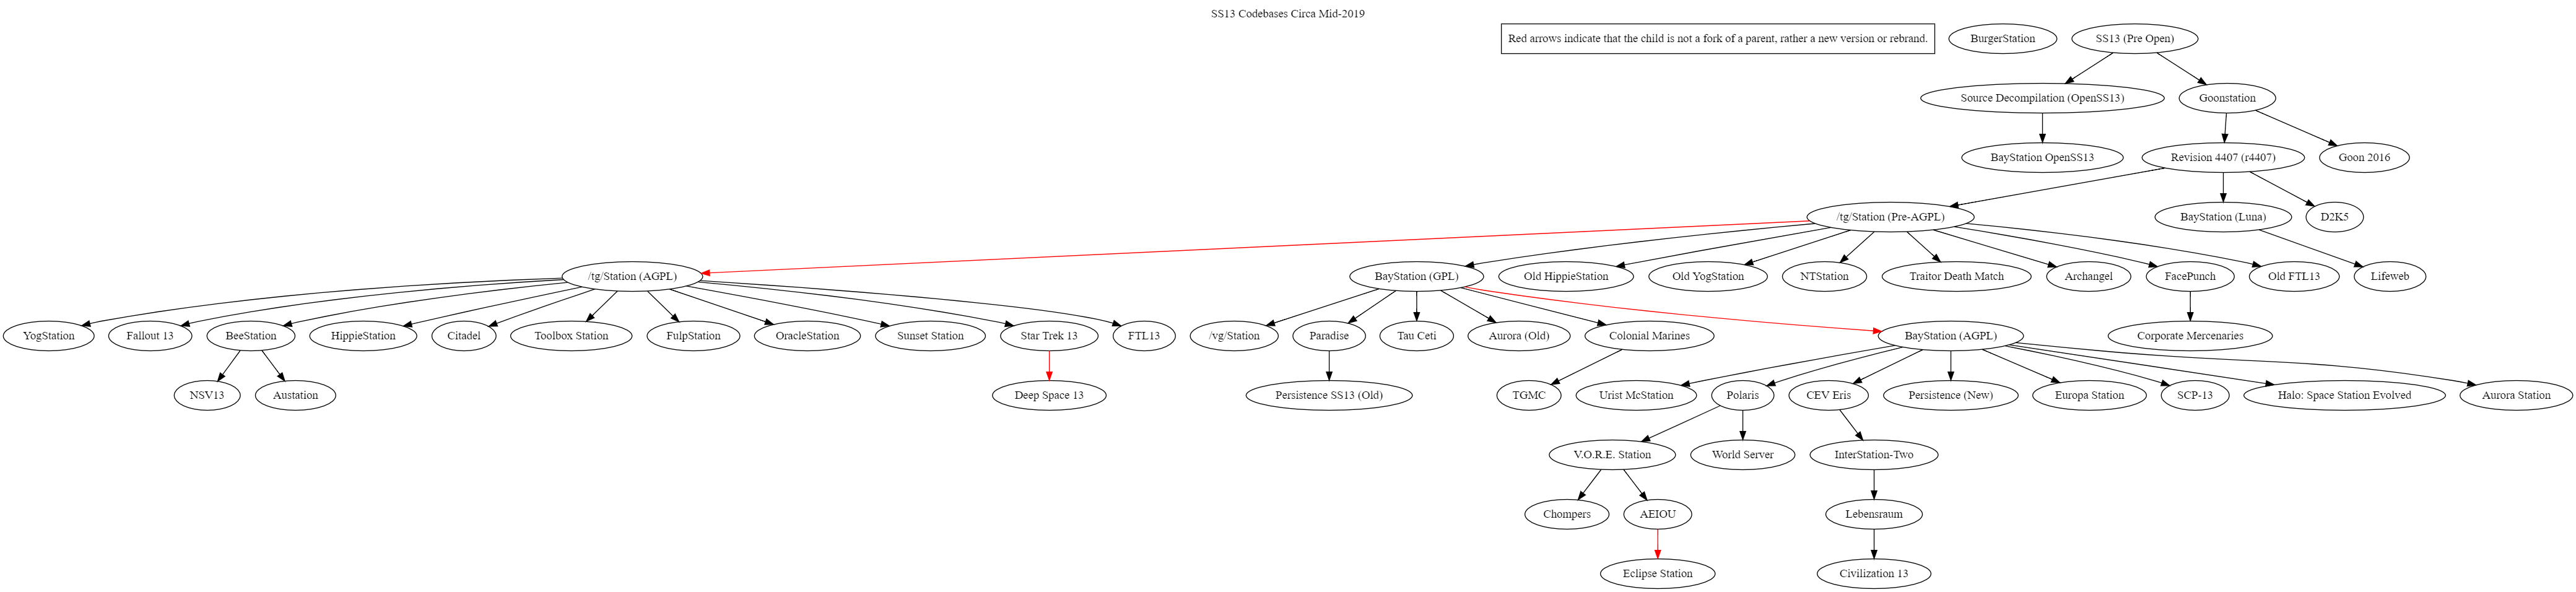 SS13 Codebases Circa Mid-2019
Red arrows indicate that the child is not a fork of a parent, rather a new version or rebrand.
BurgerStation
SS13 (Pre Open)
Source Decompilation (OpenSS13)
Goonstation
BayStation OpenSS13
Revision 4407 (r4407)
Goon 2016
/tg/Station (Pre-AGPL)
BayStation (Luna)
D2K5
/tg/Station (AGPL)
BayStation (GPL)
Old HippieStation
Old YogStation
NTStation
Traitor Death Match
Archangel
FacePunch
Old FTL13
Lifeweb
YogStation
Fallout 13
BeeStation
HippieStation
Citadel
Toolbox Station
FulpStation
OracleStation
Sunset Station
Star Trek 13
FTL13
/vg/Station
Paradise
Tau Ceti
Aurora (Old)
Colonial Marines
BayStation (AGPL)
Corporate Mercenaries
NSV13
Austation
Deep Space 13
Persistence SS13 (Old)
TGMC
Urist McStation
Polaris
CEV Eris
Persistence (New)
Europa Station
SCP-13
Halo: Space Station Evolved
Aurora Station
V.O.R.E. Station
World Server
InterStation-Two
Chompers
AEIOU
Lebensraum
Eclipse Station
Civilization 13